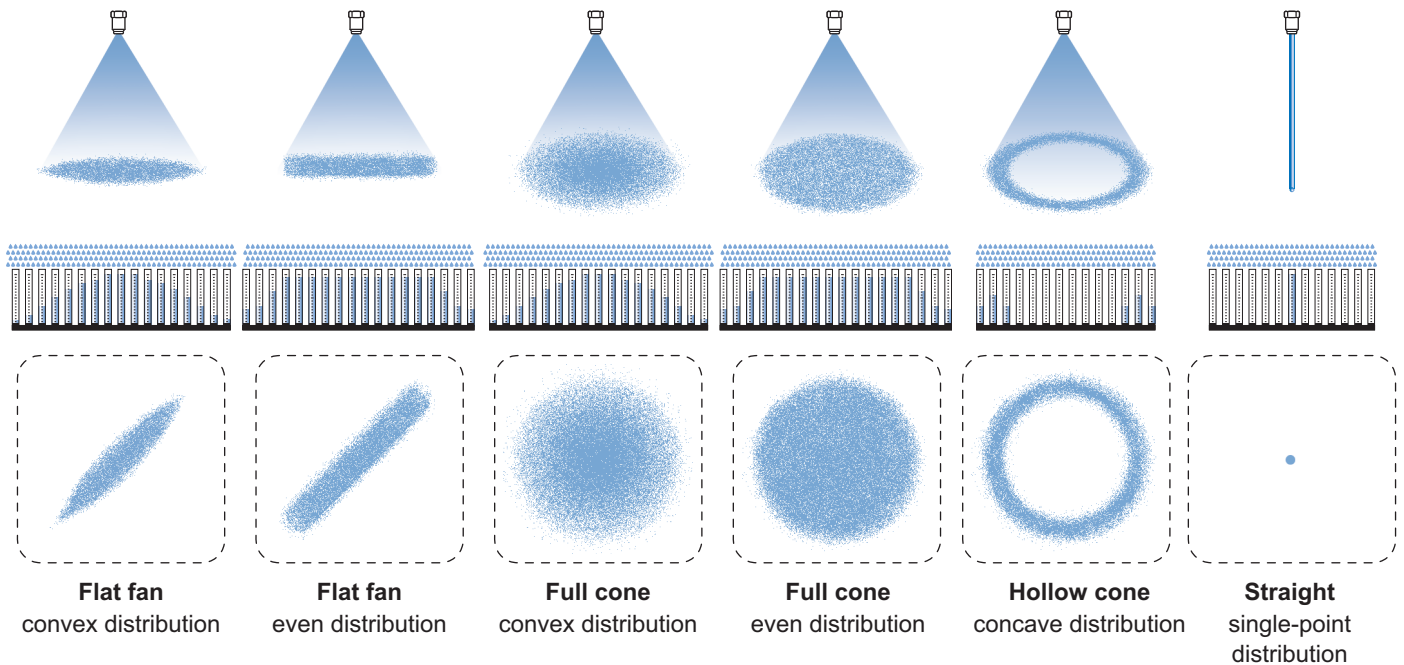 Flat fan
convex distribution
Flat fan
even distribution
Full cone
convex distribution
Full cone
even distribution
Hollow cone
concave distribution
Straight
single-point
distribution